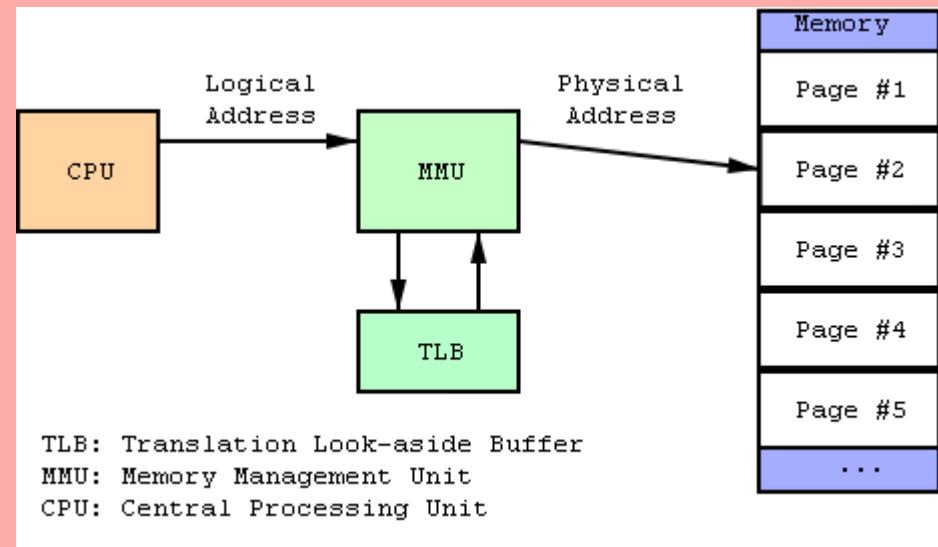 Memory
Logical
Address
Physical
Address
Page #1
CPU
MMU
Page #2
Page #3
TLB
Page #4
Page #5
...
TLB: Translation Look-aside Buffer
MMU: Memory Management Unit
CPU: Central Processing Unit